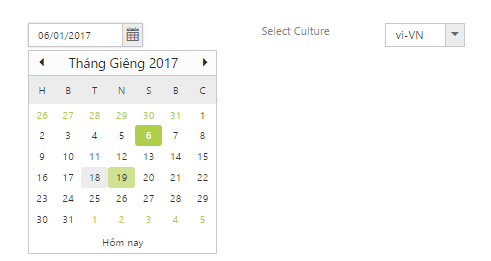 06/01/2017
Select Culture
vi-VN
Tháng Giêng 2017
H B T N S B C
26 27 28 29 30 31 1
2 3 4 5 6 7 8
9 10 11 12 13 14 15
16 17 18 19 20 21 22
23 24 25 26 27 28 29
30 31 1 2 3 4 5
Hôm nay